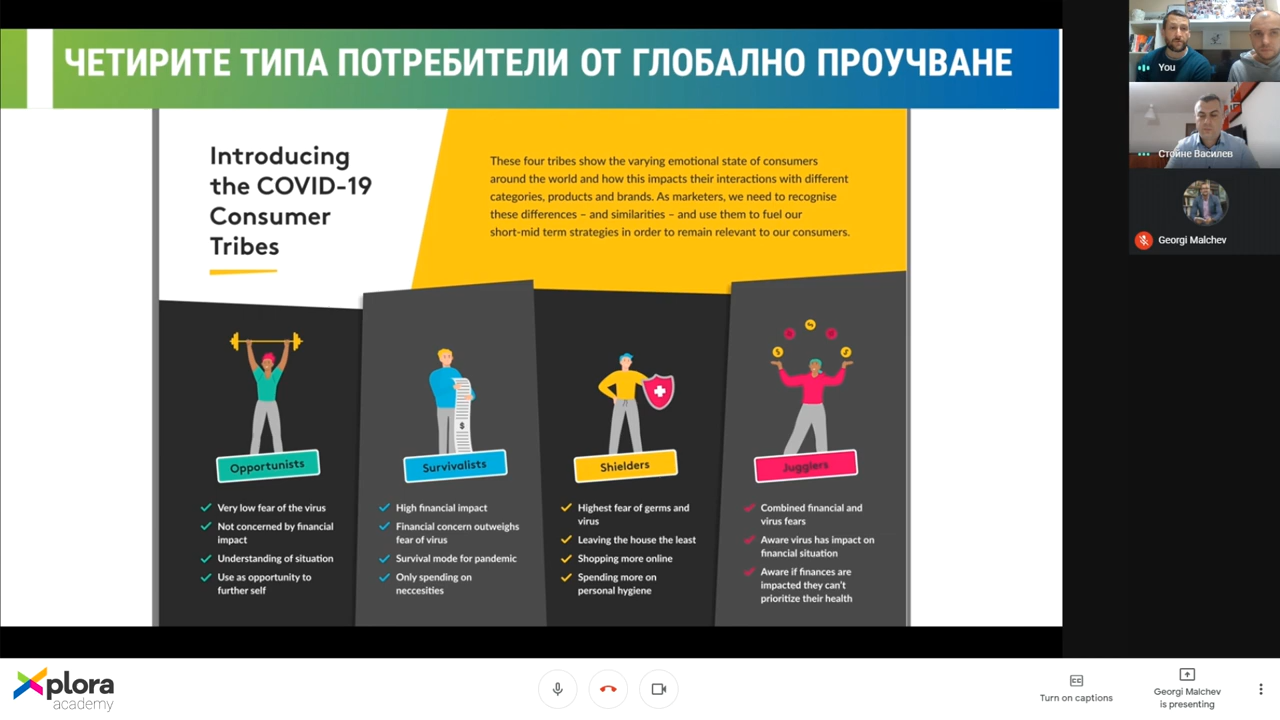 ЧЕТИРИТЕ ТИПА ПОТРЕБИТЕЛИ ОТ ГЛОБАЛНО ПРОУЧВАНЕ
Introducing
the COVID-19
Consumer
Tribes
These four tribes show the varying emotional state of consumers
around the world and how this impacts their interactions with different
categories, products and brands. As marketers, we need to recognise
these differences – and similarities – and use them to fuel our
short-mid term strategies in order to remain relevant to our consumers.
Opportunists
Very low fear of the virus
Not concerned by financial
impact
Understanding of situation
Use as opportunity to
further self
$
Survivalists
High financial impact
Financial concern outweighs
fear of virus
Survival mode for pandemic
Only spending on
neccesities
Shielders
Highest fear of germs and
virus
Leaving the house the least
Shopping more online
Spending more on
personal hygiene
Jugglers
Combined financial and
virus fears
Aware virus has impact on
financial situation
Aware if finances are
impacted they can't
prioritize their health
You
Стойне Василев
Georgi Malchev
Xplora
academy
Turn on captions
Georgi Malchev
is presenting